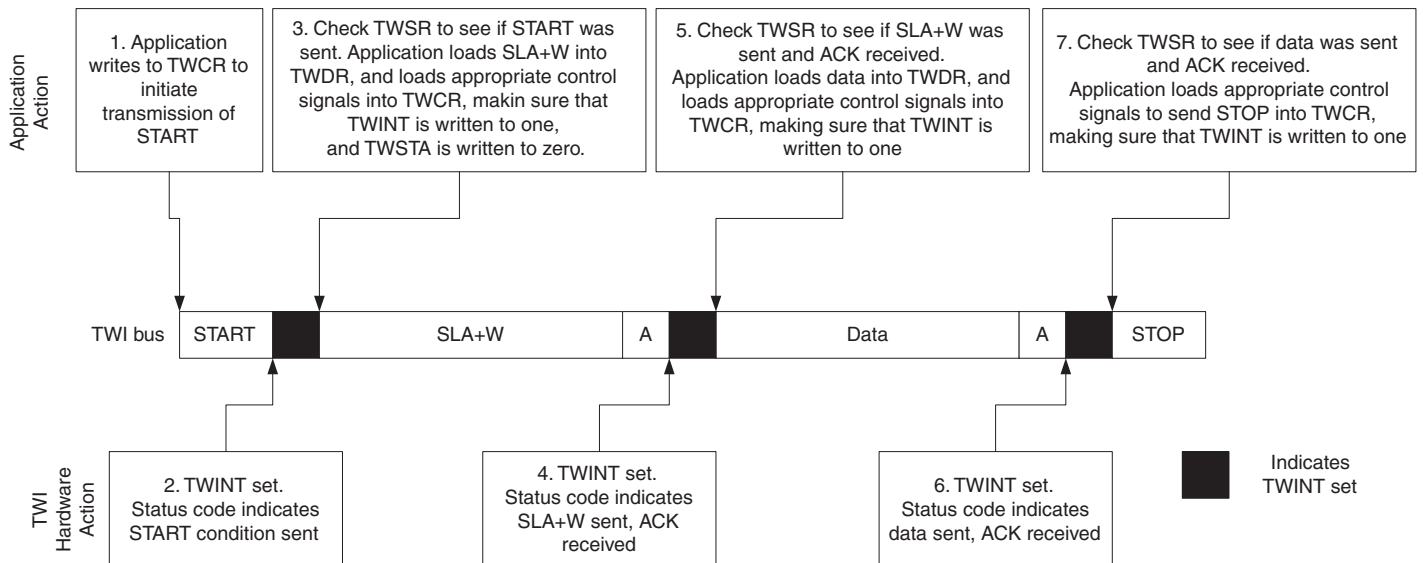 Application
Action
1. Application
writes to TWCR to
initiate
transmission of
START
3. Check TWSR to see if START was
sent. Application loads SLA+W into
TWDR, and loads appropriate control
signals into TWCR, makin sure that
TWINT is written to one,
and TWSTA is written to zero.
5. Check TWSR to see if SLA+W was
sent and ACK received.
Application loads data into TWDR, and
loads appropriate control signals into
TWCR, making sure that TWINT is
written to one
7. Check TWSR to see if data was sent
and ACK received.
Application loads appropriate control
signals to send STOP into TWCR,
making sure that TWINT is written to one
TWI bus
START
SLA+W
A
Data
A
STOP
TWI
Hardware
Action
2. TWINT set.
Status code indicates
START condition sent
4. TWINT set.
Status code indicates
SLA+W sent, ACK
received
6. TWINT set.
Status code indicates
data sent, ACK received
Indicates
TWINT set